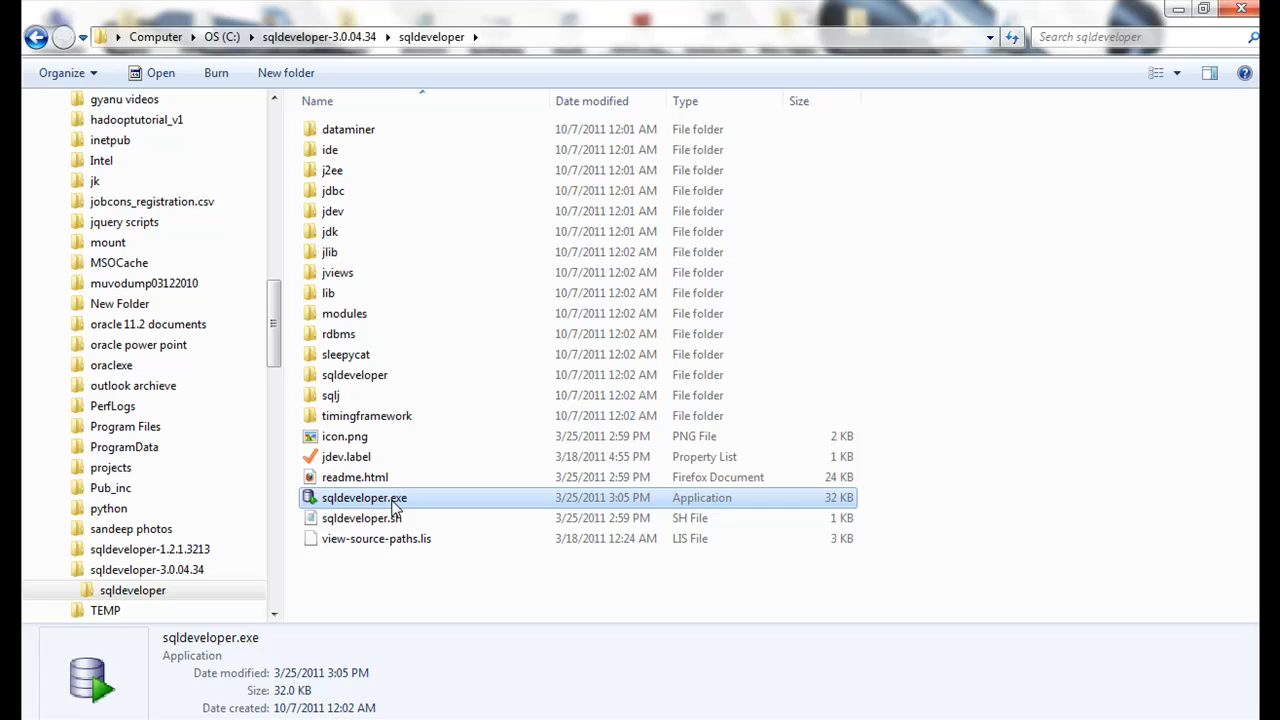 Computer OS (C:) sqldeveloper-3.0.04.34 sqldeveloper Search sqldeveloper
Organize Open Burn New folder
gyanu videos
hadooptutorial_v1
inetpub
Intel
jk
jobcons_registration.csv
jquery scripts
mount
MSOCache
muvodump03122010
New Folder
oracle 11.2 documents
oracle power point
oraclexe
outlook archieve
PerfLogs
Program Files
ProgramData
projects
Pub_inc
python
sandeep photos
sqldeveloper-1.2.1.3213
sqldeveloper-3.0.04.34
sqldeveloper
TEMP
Name Date modified Type Size
dataminer 10/7/2011 12:01 AM File folder
ide 10/7/2011 12:01 AM File folder
j2ee 10/7/2011 12:01 AM File folder
jdbc 10/7/2011 12:01 AM File folder
jdev 10/7/2011 12:01 AM File folder
jdk 10/7/2011 12:01 AM File folder
jlib 10/7/2011 12:02 AM File folder
jviews 10/7/2011 12:02 AM File folder
lib 10/7/2011 12:02 AM File folder
modules 10/7/2011 12:02 AM File folder
rdbms 10/7/2011 12:02 AM File folder
sleepycat 10/7/2011 12:02 AM File folder
sqldeveloper 10/7/2011 12:02 AM File folder
sqlj 10/7/2011 12:02 AM File folder
timingframework 10/7/2011 12:02 AM File folder
icon.png 3/25/2011 2:59 PM PNG File 2 KB
jdev.label 3/18/2011 4:55 PM Property List 1 KB
readme.html 3/25/2011 2:59 PM Firefox Document 24 KB
sqldeveloper.exe 3/25/2011 3:05 PM Application 32 KB
sqldeveloper.sh 3/25/2011 2:59 PM SH File 1 KB
view-source-paths.lis 3/18/2011 12:24 AM LIS File 3 KB
sqldeveloper.exe
Application
Date modified: 3/25/2011 3:05 PM
Size: 32.0 KB
Date created: 10/7/2011 12:02 AM